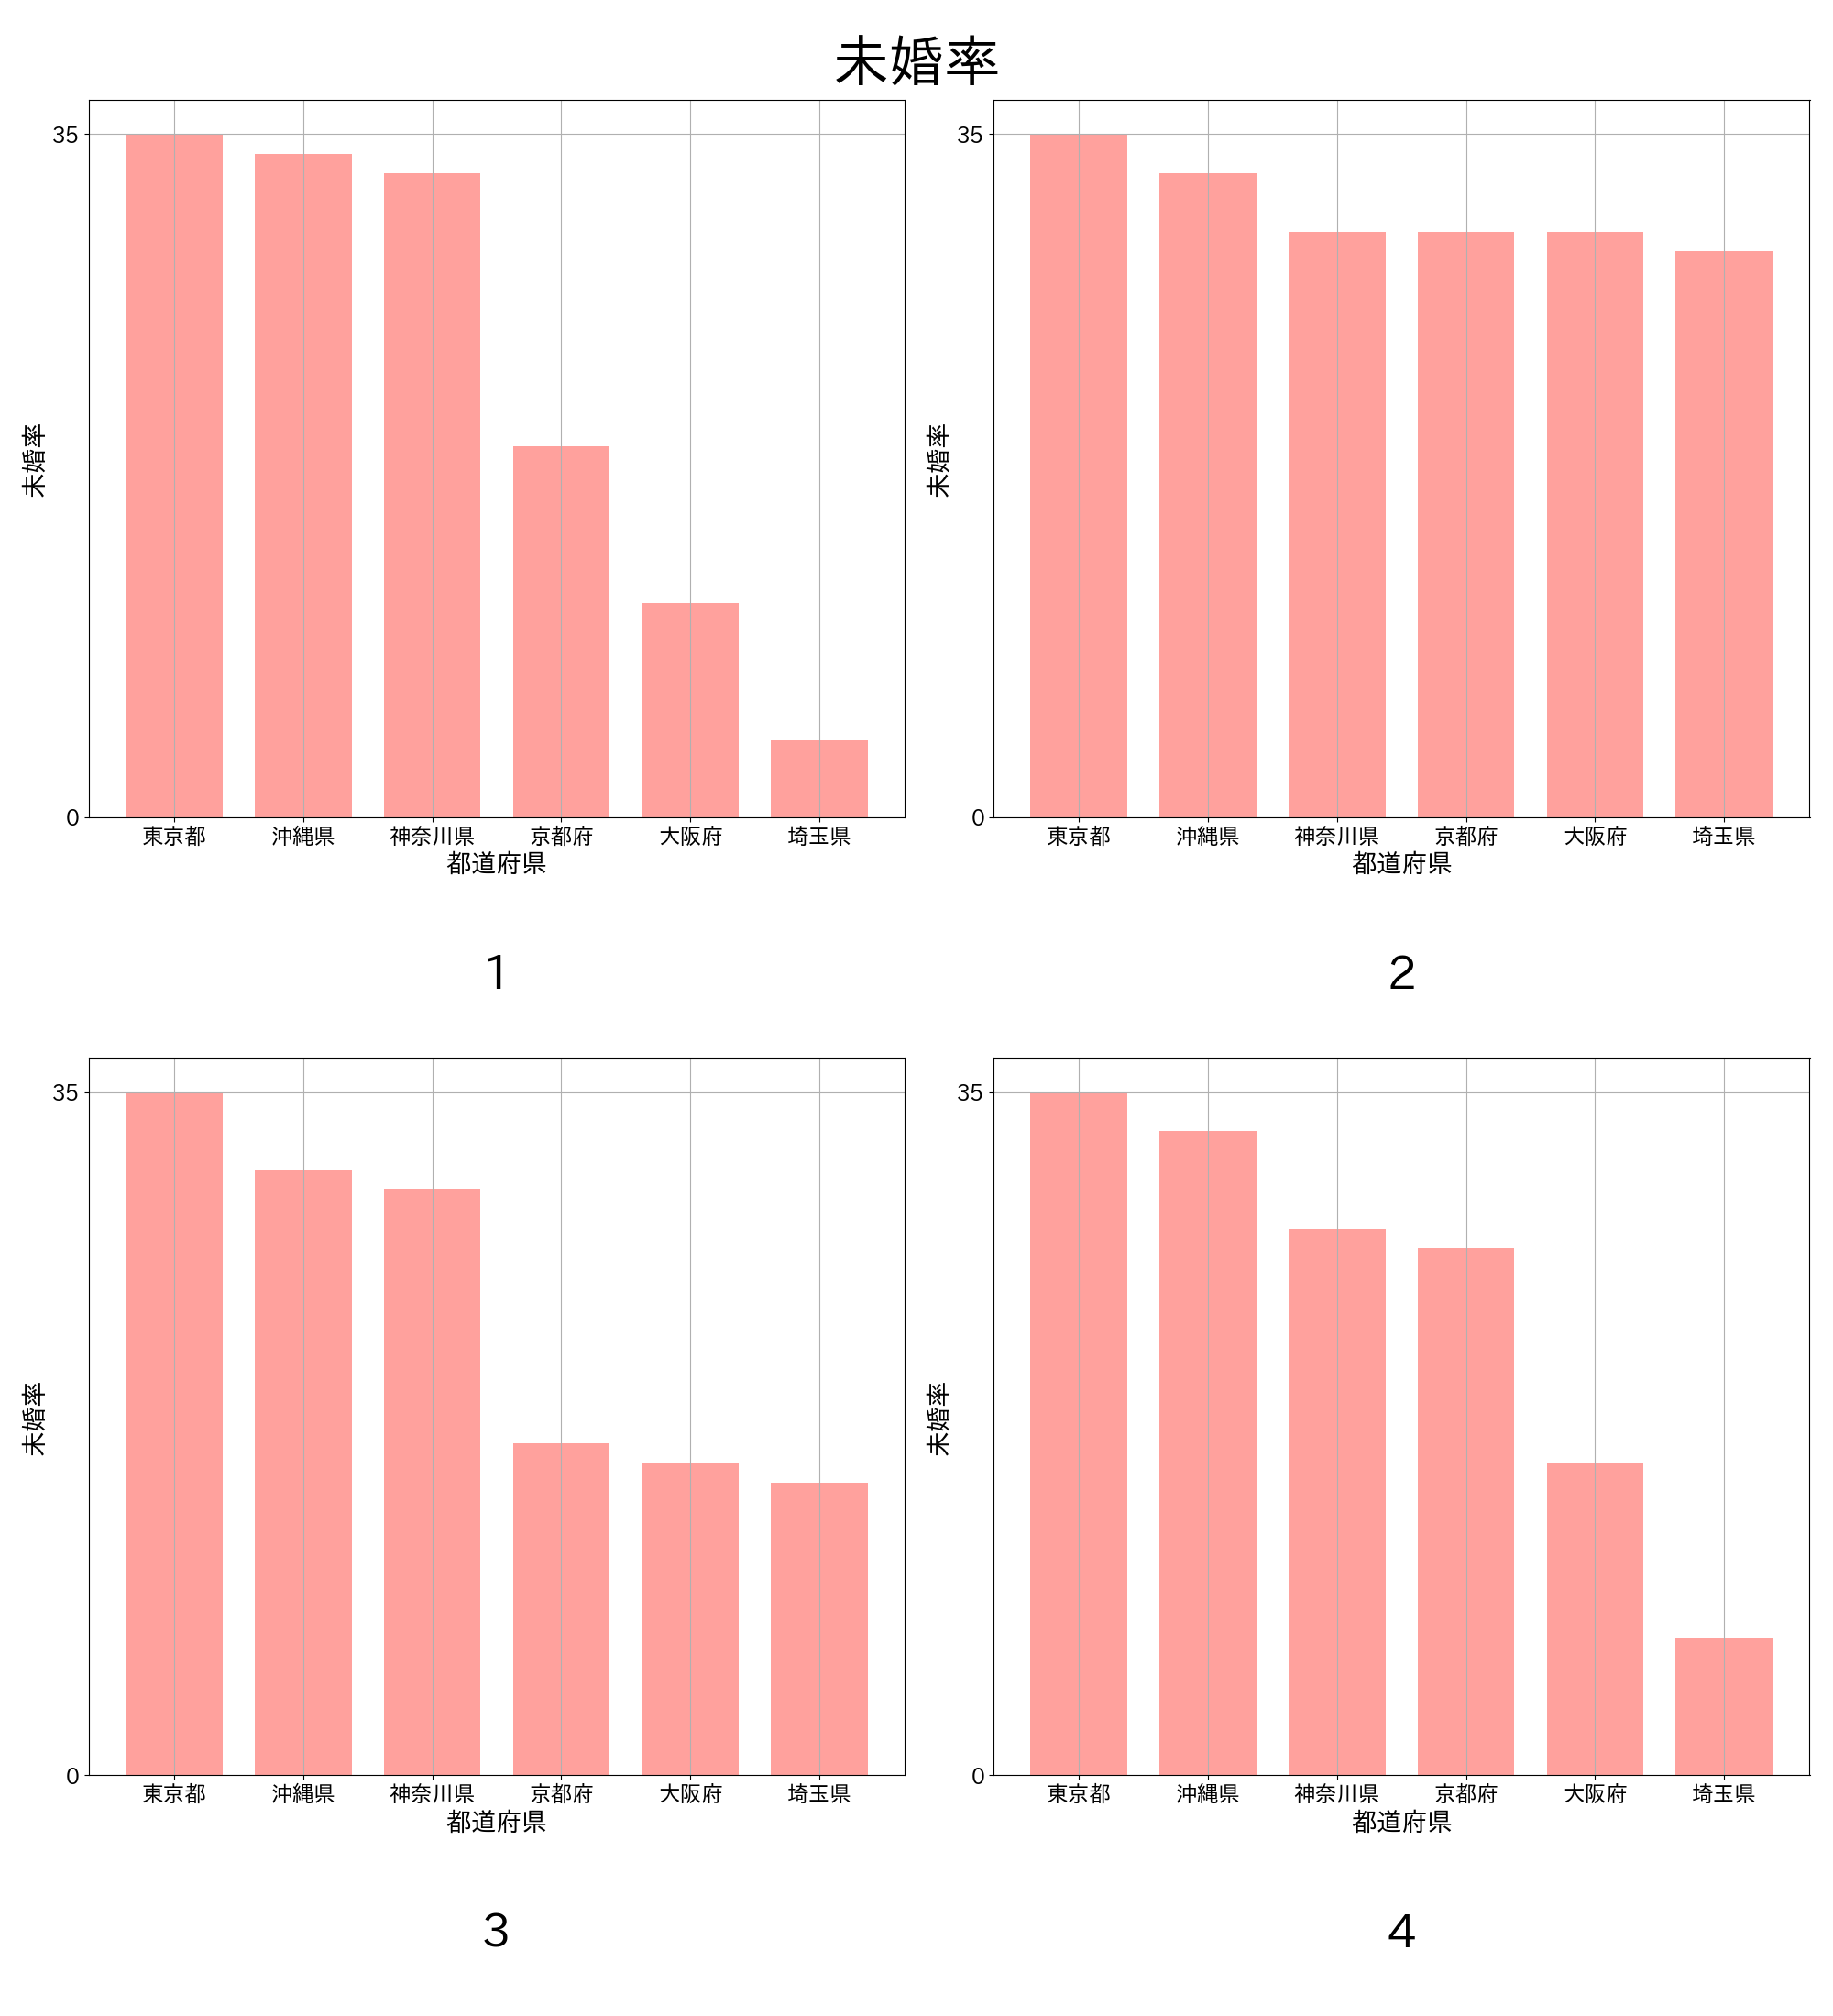 未婚率
35
0
未婚率
東京都 沖縄県 神奈川県 京都府 大阪府 埼玉県
都道府県
1
35
0
未婚率
東京都 沖縄県 神奈川県 京都府 大阪府 埼玉県
都道府県
2
35
0
未婚率
東京都 沖縄県 神奈川県 京都府 大阪府 埼玉県
都道府県
3
35
0
未婚率
東京都 沖縄県 神奈川県 京都府 大阪府 埼玉県
都道府県
4